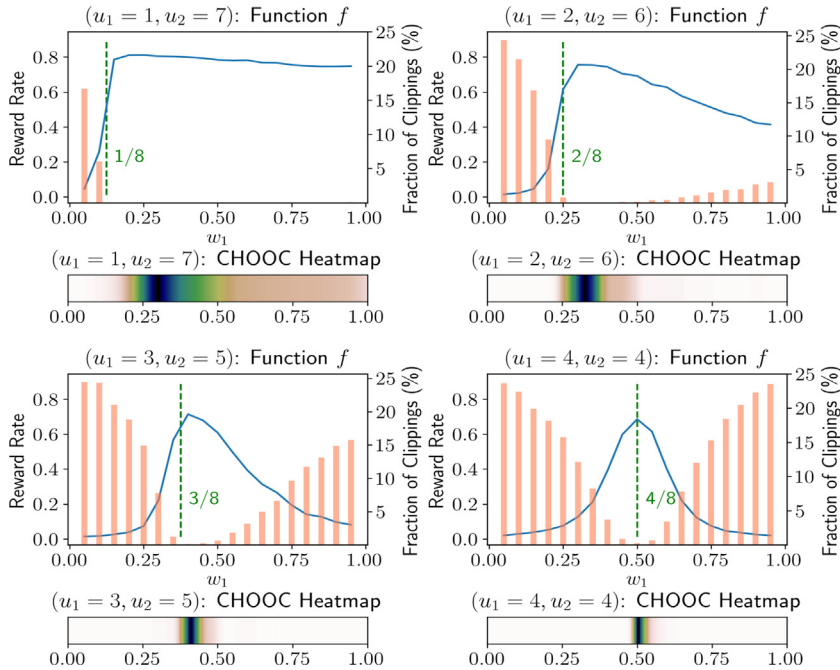 (u₁ = 1, u₂ = 7): Function f
(u₁ = 2, u₂ = 6): Function f
Reward Rate
0.8
0.6
0.4
0.2
0.0
1/8
25
20
15
10
5
Fraction of Clippings (%)
0.00 0.25 0.50 0.75 1.00
w₁
Reward Rate
0.8
0.6
0.4
0.2
0.0
2/8
25
20
15
10
5
Fraction of Clippings (%)
0.00 0.25 0.50 0.75 1.00
w₁
(u₁ = 1, u₂ = 7): CHOOC Heatmap
0.00 0.25 0.50 0.75 1.00
(u₁ = 2, u₂ = 6): CHOOC Heatmap
0.00 0.25 0.50 0.75 1.00
(u₁ = 3, u₂ = 5): Function f
(u₁ = 4, u₂ = 4): Function f
Reward Rate
0.8
0.6
0.4
0.2
0.0
3/8
25
20
15
10
5
Fraction of Clippings (%)
0.00 0.25 0.50 0.75 1.00
w₁
Reward Rate
0.8
0.6
0.4
0.2
0.0
4/8
25
20
15
10
5
Fraction of Clippings (%)
0.00 0.25 0.50 0.75 1.00
w₁
(u₁ = 3, u₂ = 5): CHOOC Heatmap
0.00 0.25 0.50 0.75 1.00
(u₁ = 4, u₂ = 4): CHOOC Heatmap
0.00 0.25 0.50 0.75 1.00